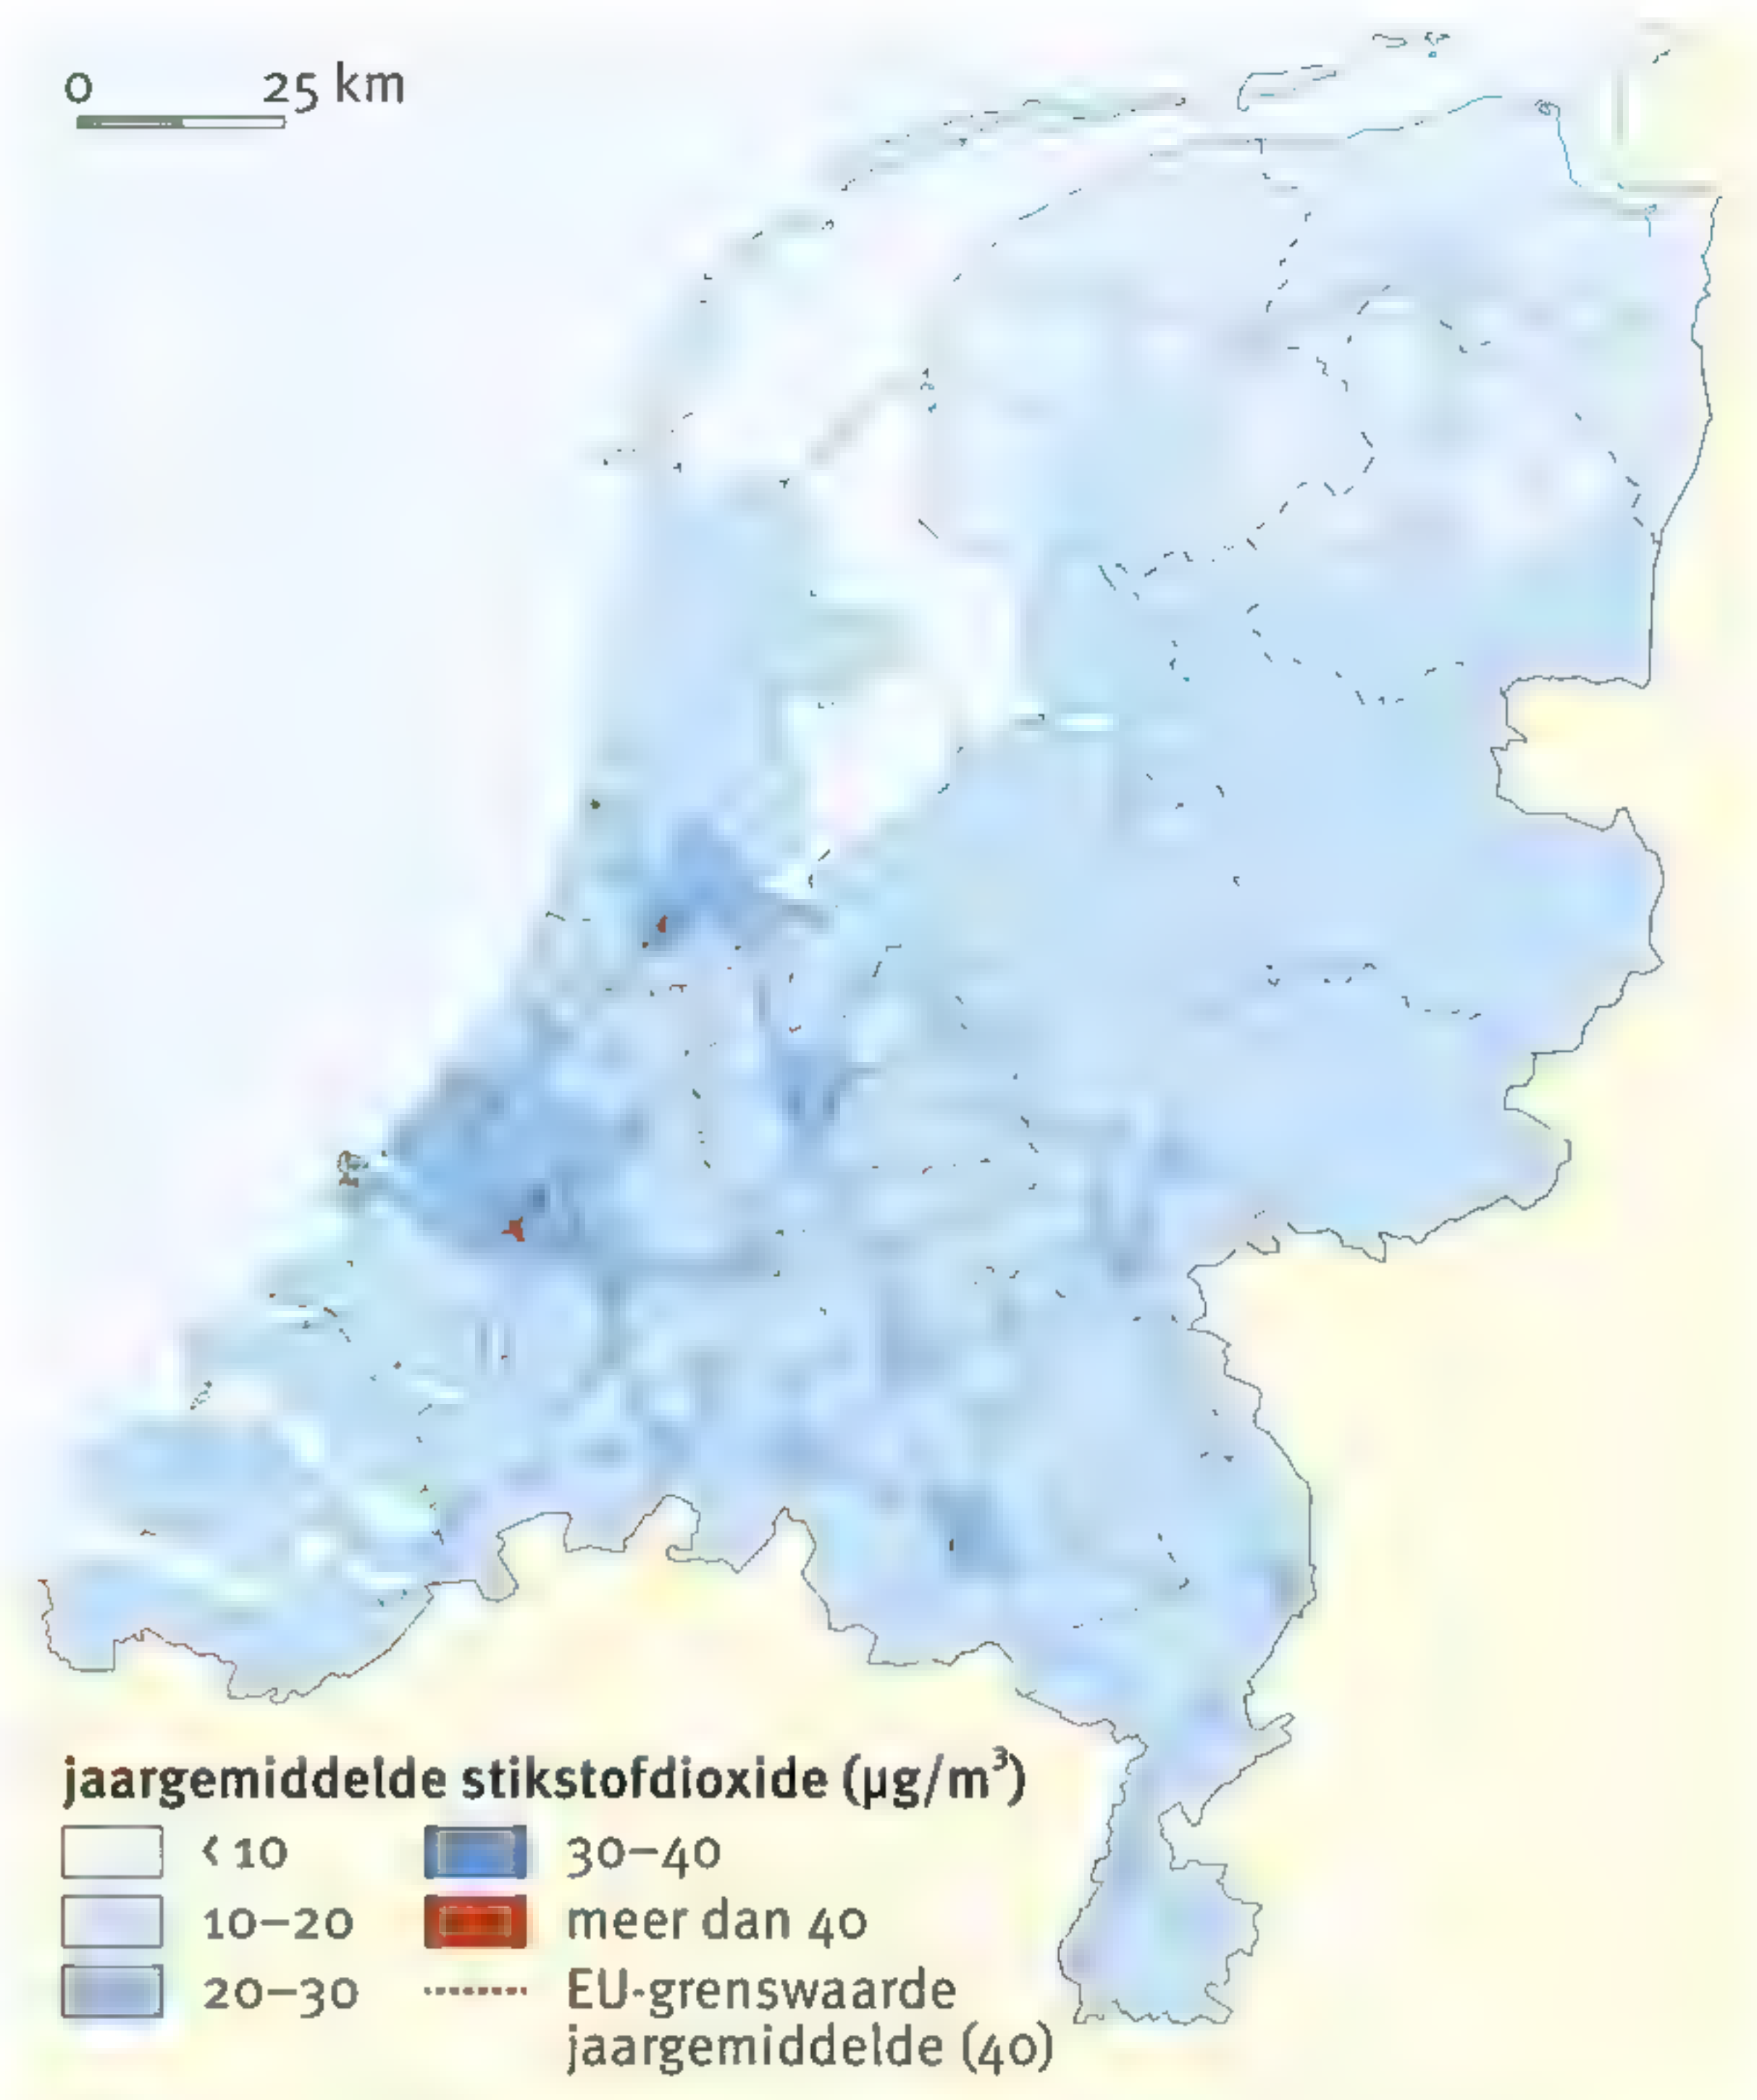 0 25 km
jaargemiddelde stikstofdioxide (µg/m³)
< 10 30–40
10–20 meer dan 40
20–30 EU-grenswaarde
jaargemiddelde (40)